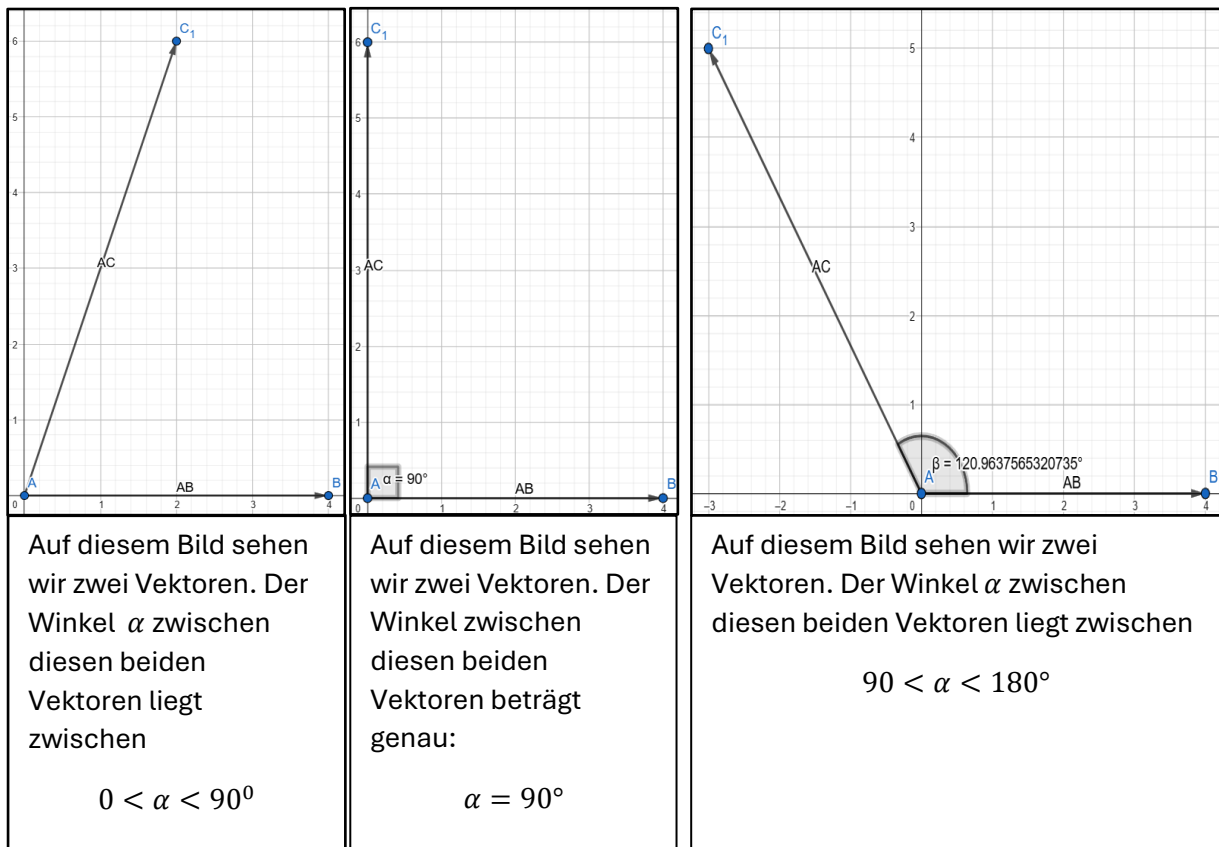 C₁
6
5
4
3
AC
2
1
A
AB
B
0
1
2
3
4
Auf diesem Bild sehen
wir zwei Vektoren. Der
Winkel α zwischen
diesen beiden
Vektoren liegt
zwischen
0 < α < 90⁰
C₁
6
5
4
3
AC
2
1
α = 90°
A
AB
B
0
1
2
3
4
Auf diesem Bild sehen
wir zwei Vektoren. Der
Winkel zwischen
diesen beiden
Vektoren beträgt
genau:
α = 90°
C₁
5
4
3
AC
2
1
β = 120.9637565320735°
A
AB
B
−3
−2
−1
0
1
2
3
4
Auf diesem Bild sehen wir zwei
Vektoren. Der Winkel α zwischen
diesen beiden Vektoren liegt zwischen
90 < α < 180°